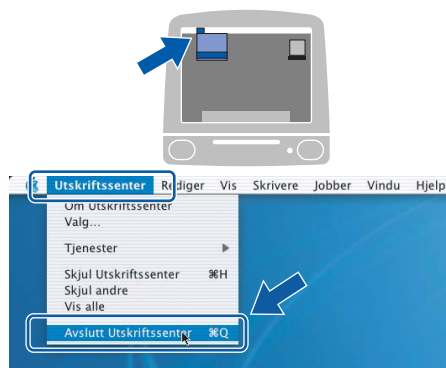 Utskriftssenter Rediger Vis Skrivere Jobber Vindu Hjelp
Om Utskriftssenter
Valg...
Tjenester
Skjul Utskriftssenter ⌘H
Skjul andre
Vis alle
Avslutt Utskriftssenter ⌘Q